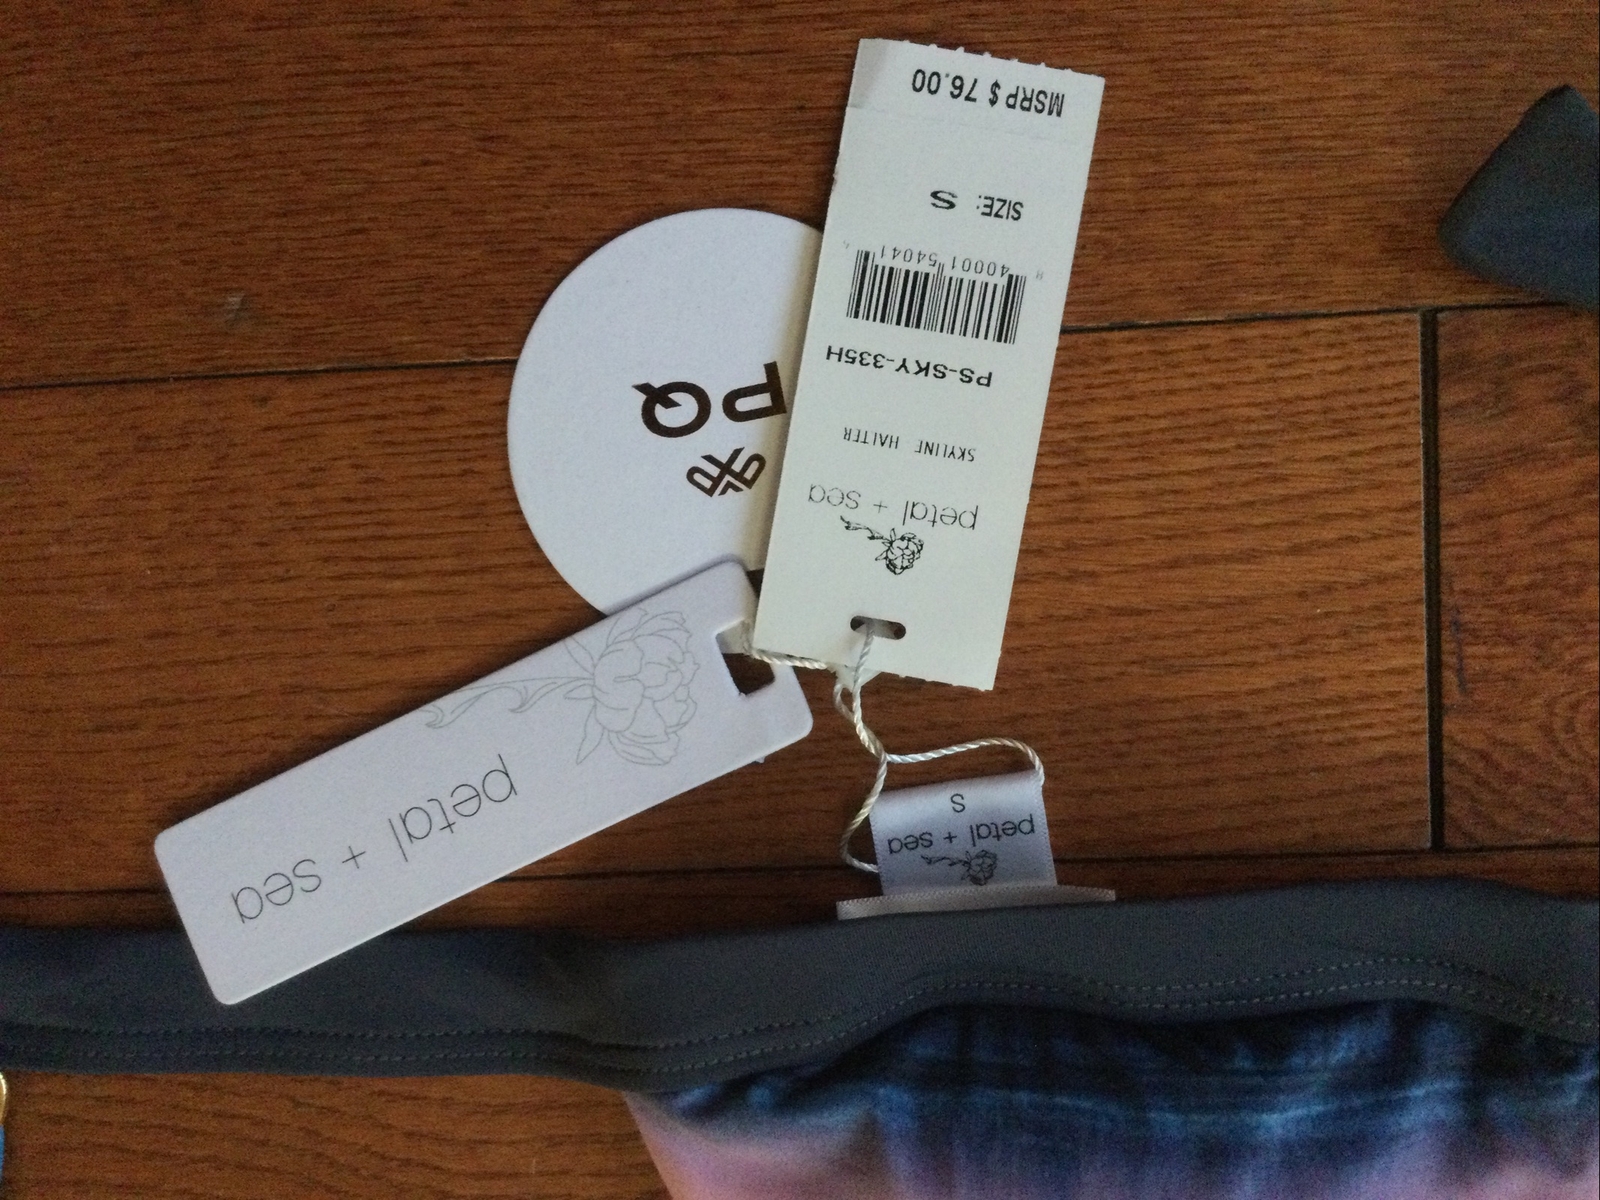 petal + sea
SKYLINE HALTER
PS-SKY-335H
40001 54041
SIZE: S
MSRP $ 76.00
PQ
petal + sea
petal + sea
S